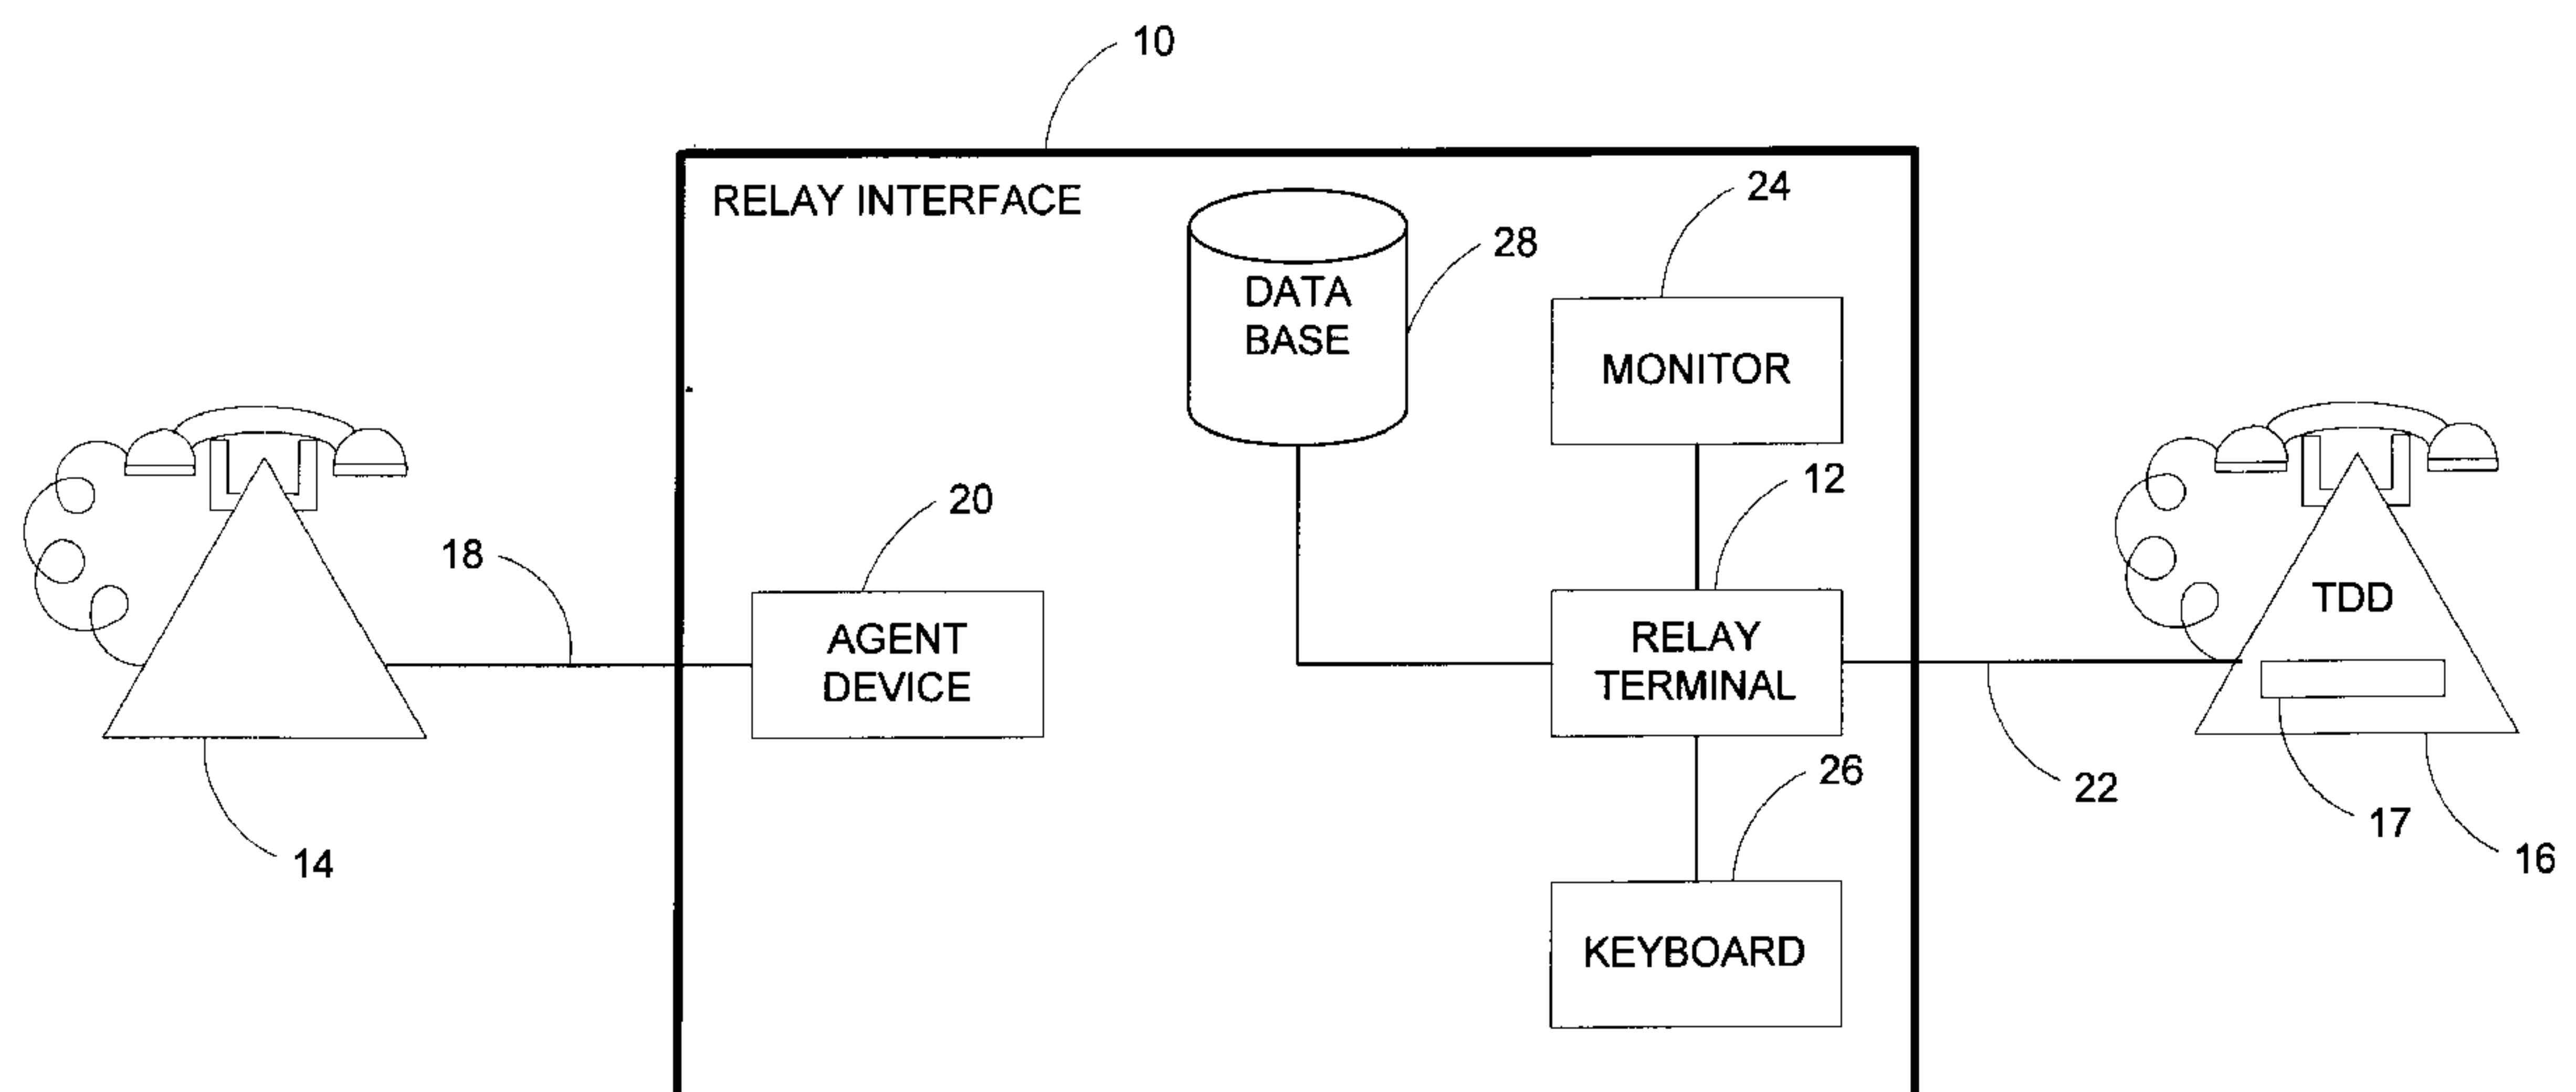 10
RELAY INTERFACE
24
28
DATA
BASE
MONITOR
12
20
18
TDD
AGENT
DEVICE
RELAY
TERMINAL
26
22
17
14
16
KEYBOARD